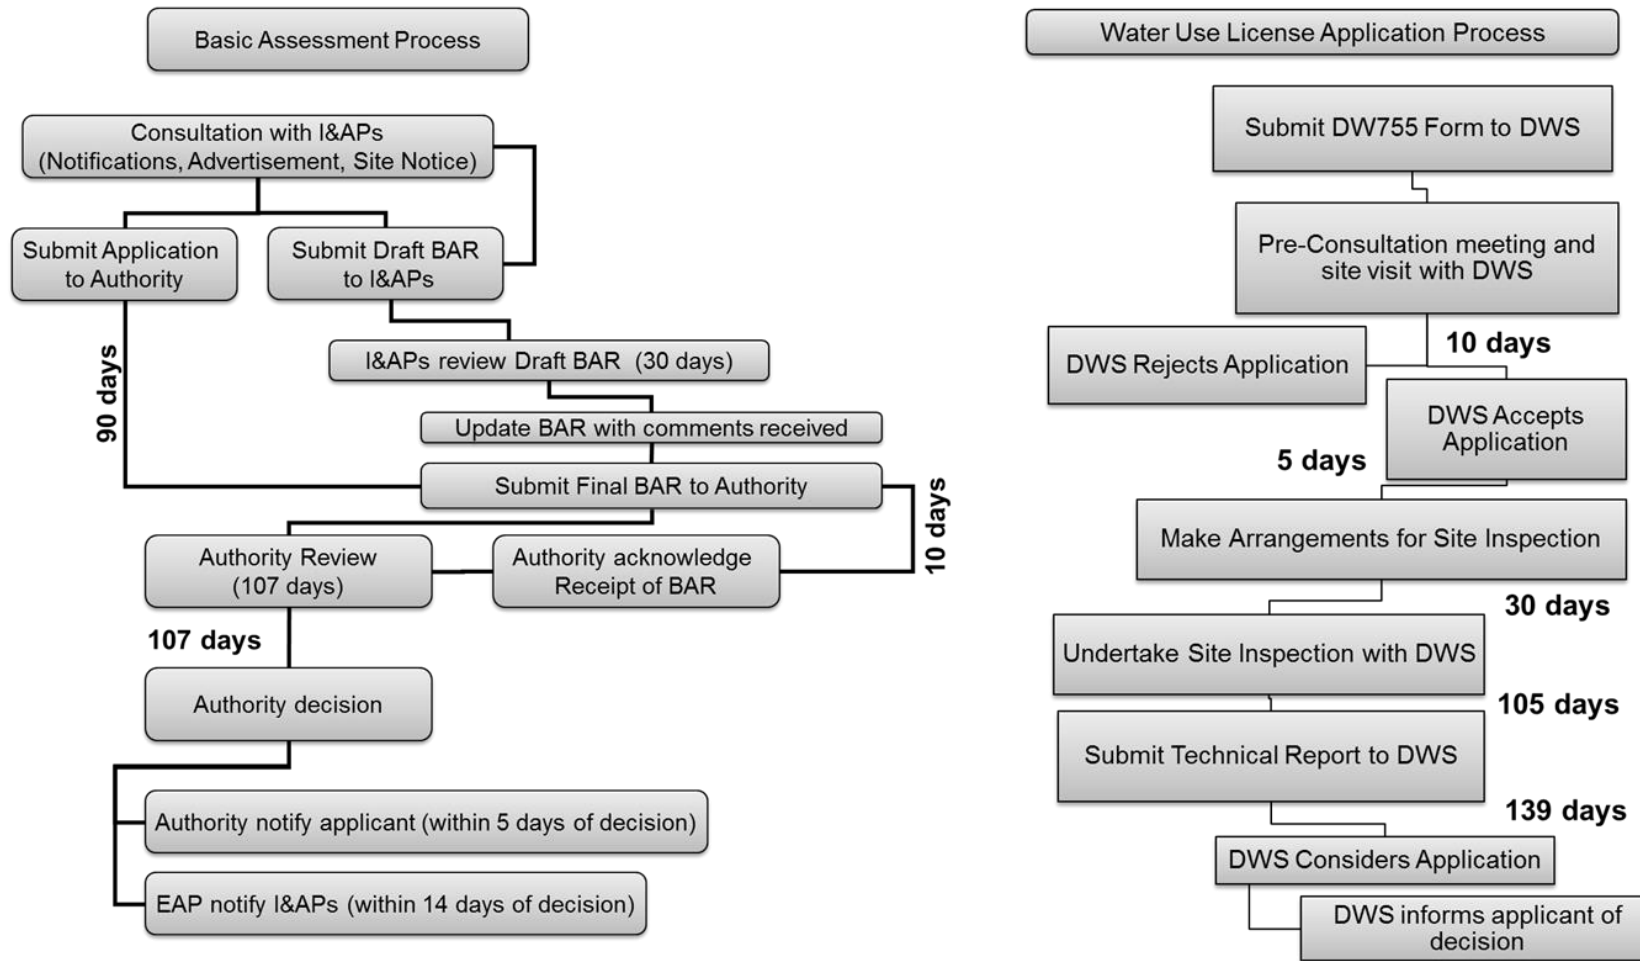 Basic Assessment Process
Consultation with I&APs
(Notifications, Advertisement, Site Notice)
Submit Application
to Authority
Submit Draft BAR
to I&APs
I&APs review Draft BAR (30 days)
90 days
Update BAR with comments received
Submit Final BAR to Authority
10 days
Authority Review
(107 days)
Authority acknowledge
Receipt of BAR
107 days
Authority decision
Authority notify applicant (within 5 days of decision)
EAP notify I&APs (within 14 days of decision)
Water Use License Application Process
Submit DW755 Form to DWS
Pre-Consultation meeting and
site visit with DWS
10 days
DWS Rejects Application
DWS Accepts
Application
5 days
Make Arrangements for Site Inspection
30 days
Undertake Site Inspection with DWS
105 days
Submit Technical Report to DWS
139 days
DWS Considers Application
DWS informs applicant of
decision